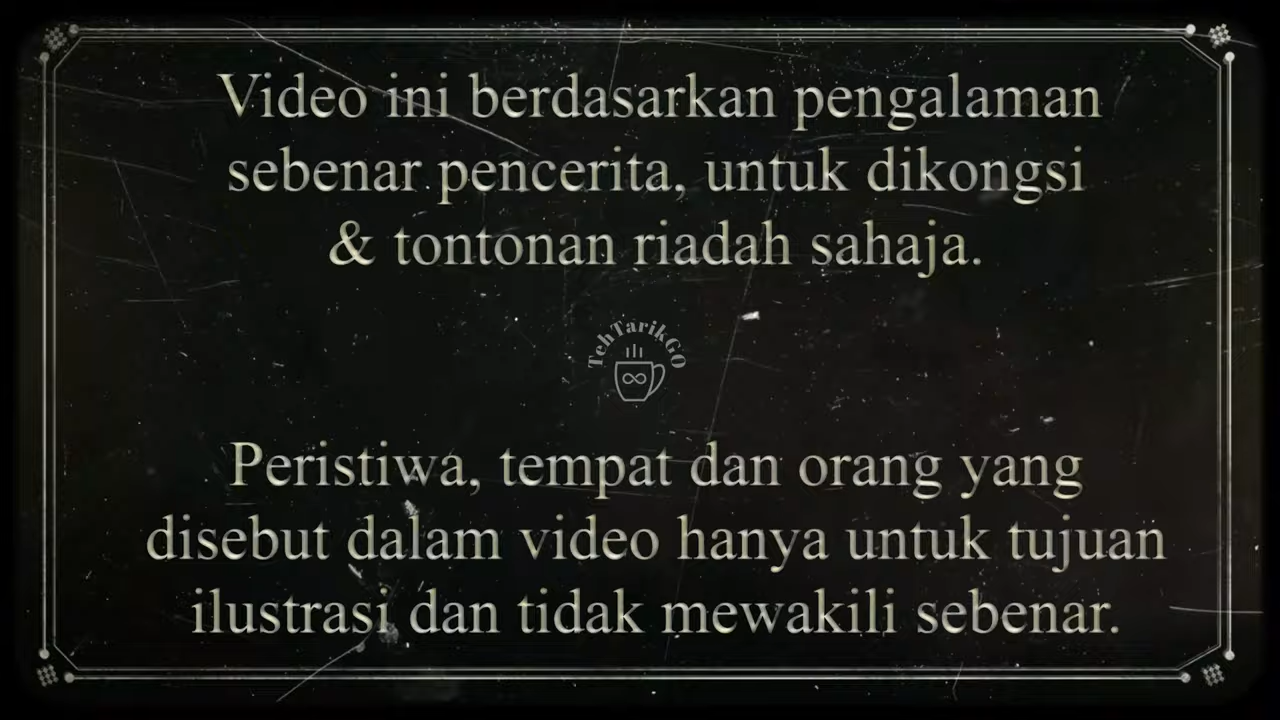 Video ini berdasarkan pengalaman
sebenar pencerita, untuk dikongsi
& tontonan riadah sahaja.
TehTarikGO
Peristiwa, tempat dan orang yang
disebut dalam video hanya untuk tujuan
ilustrasi dan tidak mewakili sebenar.